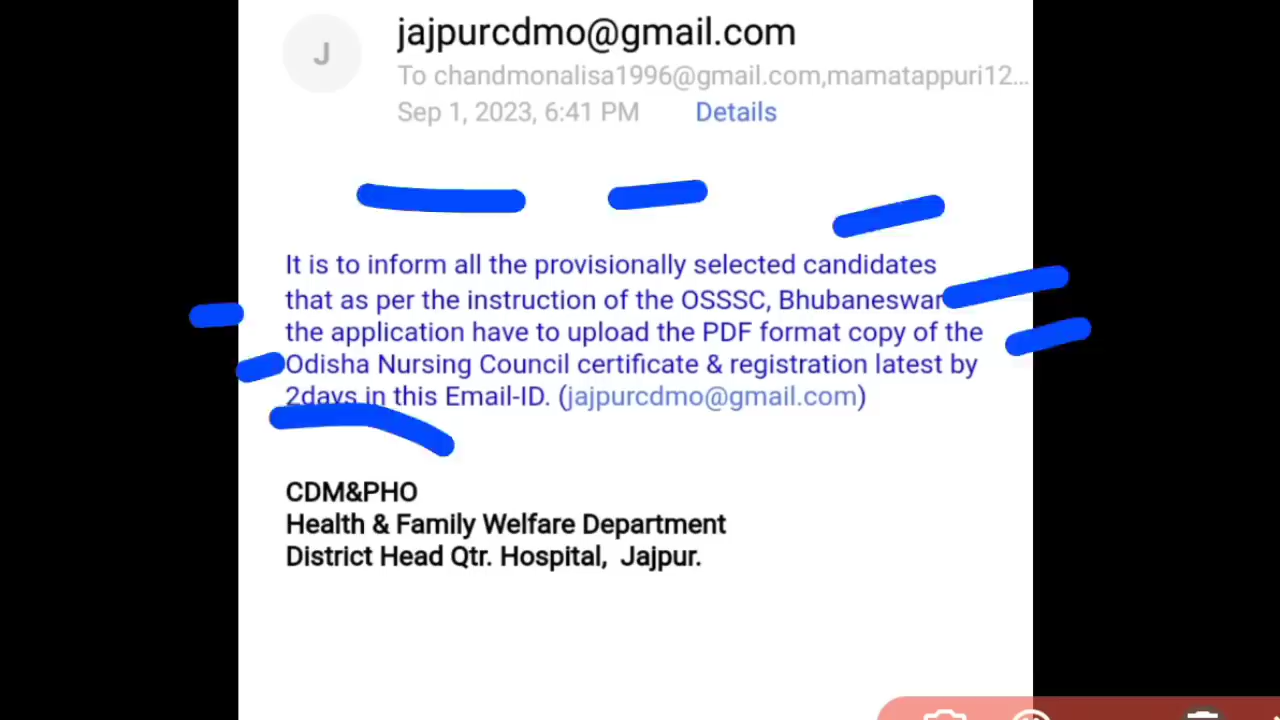 J
jajpurcdmo@gmail.com
To chandmonalisa1996@gmail.com,mamatappuri12...
Sep 1, 2023, 6:41 PM Details
It is to inform all the provisionally selected candidates
that as per the instruction of the OSSSC, Bhubaneswar
the application have to upload the PDF format copy of the
Odisha Nursing Council certificate & registration latest by
2days in this Email-ID. (jajpurcdmo@gmail.com)
CDM&PHO
Health & Family Welfare Department
District Head Qtr. Hospital, Jajpur.